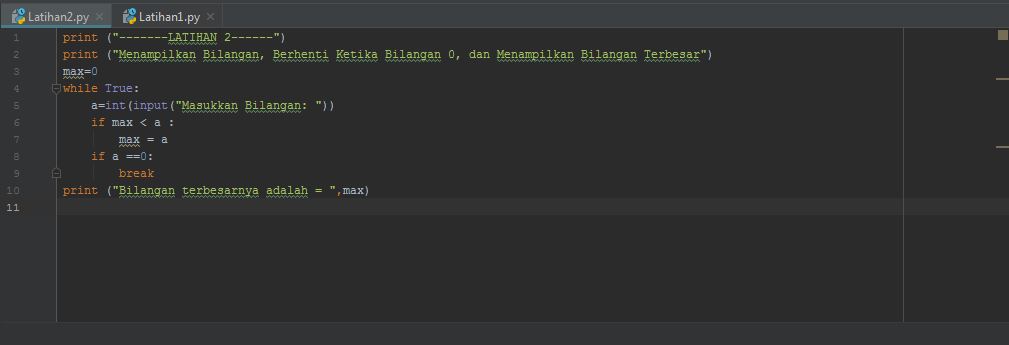 Latihan2.py × Latihan1.py ×
1 print ("-------LATIHAN 2------")
2 print ("Menampilkan Bilangan, Berhenti Ketika Bilangan 0, dan Menampilkan Bilangan Terbesar")
3 max=0
4 while True:
5     a=int(input("Masukkan Bilangan: "))
6     if max < a :
7         max = a
8     if a ==0:
9         break
10 print ("Bilangan terbesarnya adalah = ",max)
11